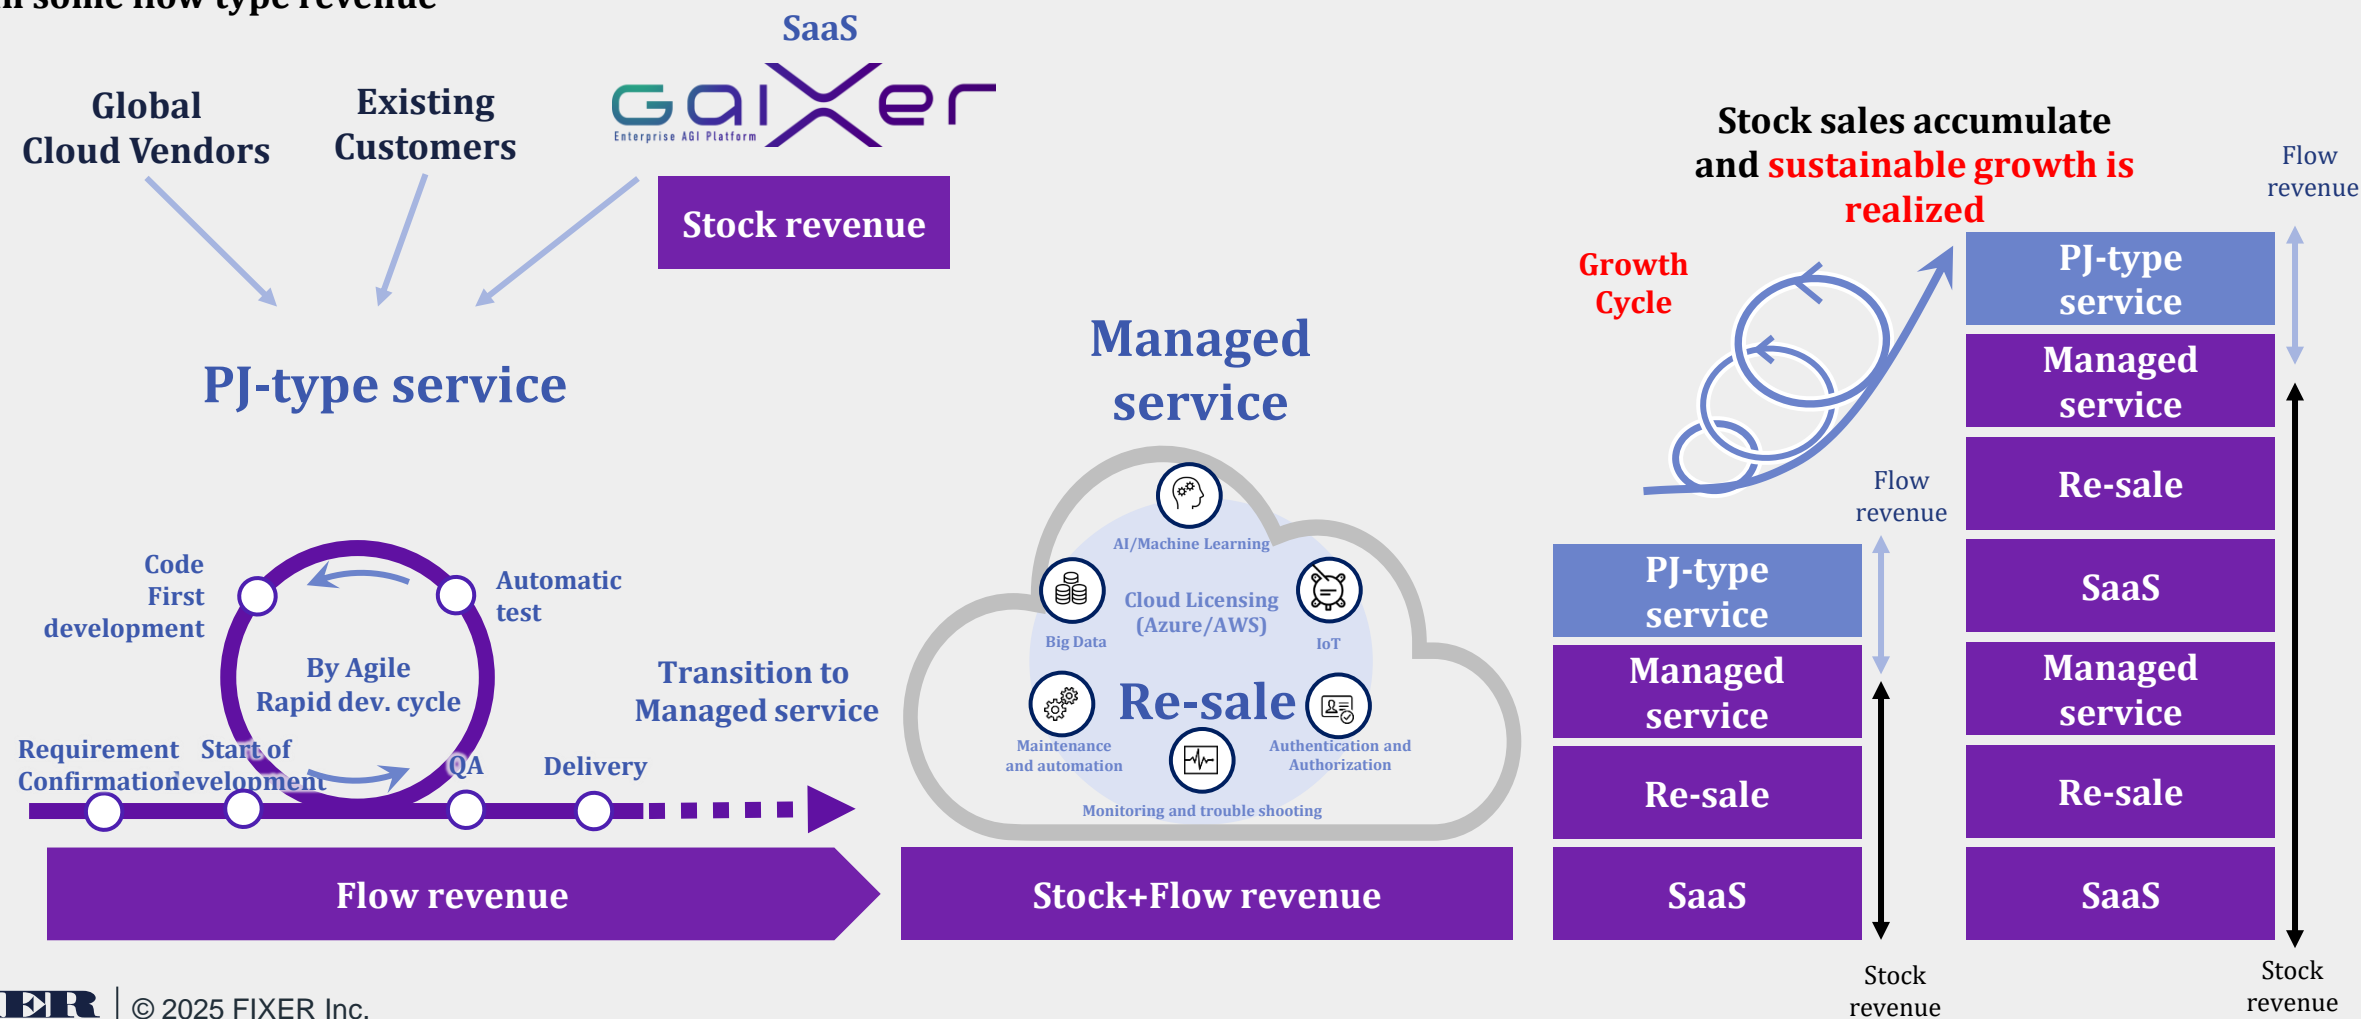 some flow type revenue
SaaS
Global
Cloud Vendors
Existing
Customers
GaiXer
Enterprise AGI Platform
Stock revenue
PJ-type service
Code
First
development
Automatic
test
By Agile
Rapid dev. cycle
Requirement
Confirmation
Start of
development
QA
Delivery
Transition to
Managed service
Flow revenue
Managed
service
AI/Machine Learning
Big Data
Cloud Licensing
(Azure/AWS)
IoT
Re-sale
Maintenance
and automation
Authentication and
Authorization
Monitoring and trouble shooting
Stock+Flow revenue
Stock sales accumulate
and sustainable growth is
realized
Growth
Cycle
Flow
revenue
PJ-type
service
Managed
service
Re-sale
SaaS
Stock
revenue
Flow
revenue
PJ-type
service
Managed
service
Re-sale
SaaS
Managed
service
Re-sale
SaaS
Stock
revenue
© 2025 FIXER Inc.